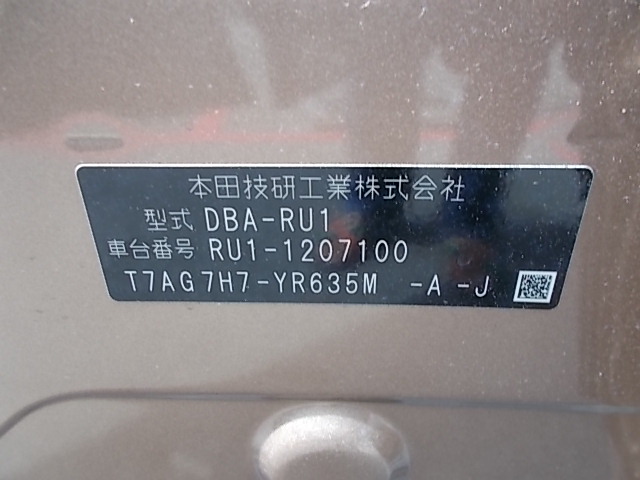 本田技研工業株式会社
型式 DBA-RU1
車台番号 RU1-1207100
T7AG7H7-YR635M -A-J